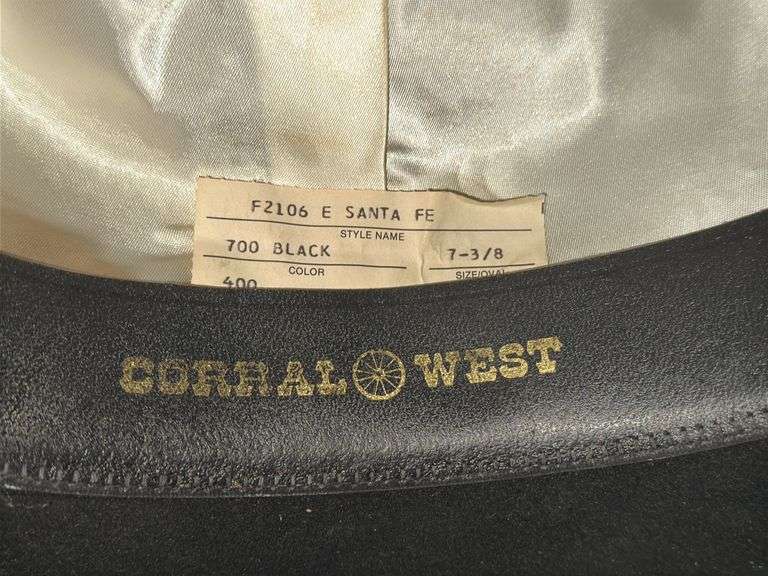 F2106 E SANTA FE
STYLE NAME
700 BLACK 7-3/8
COLOR SIZE/OVAL
400
CORRAL WEST